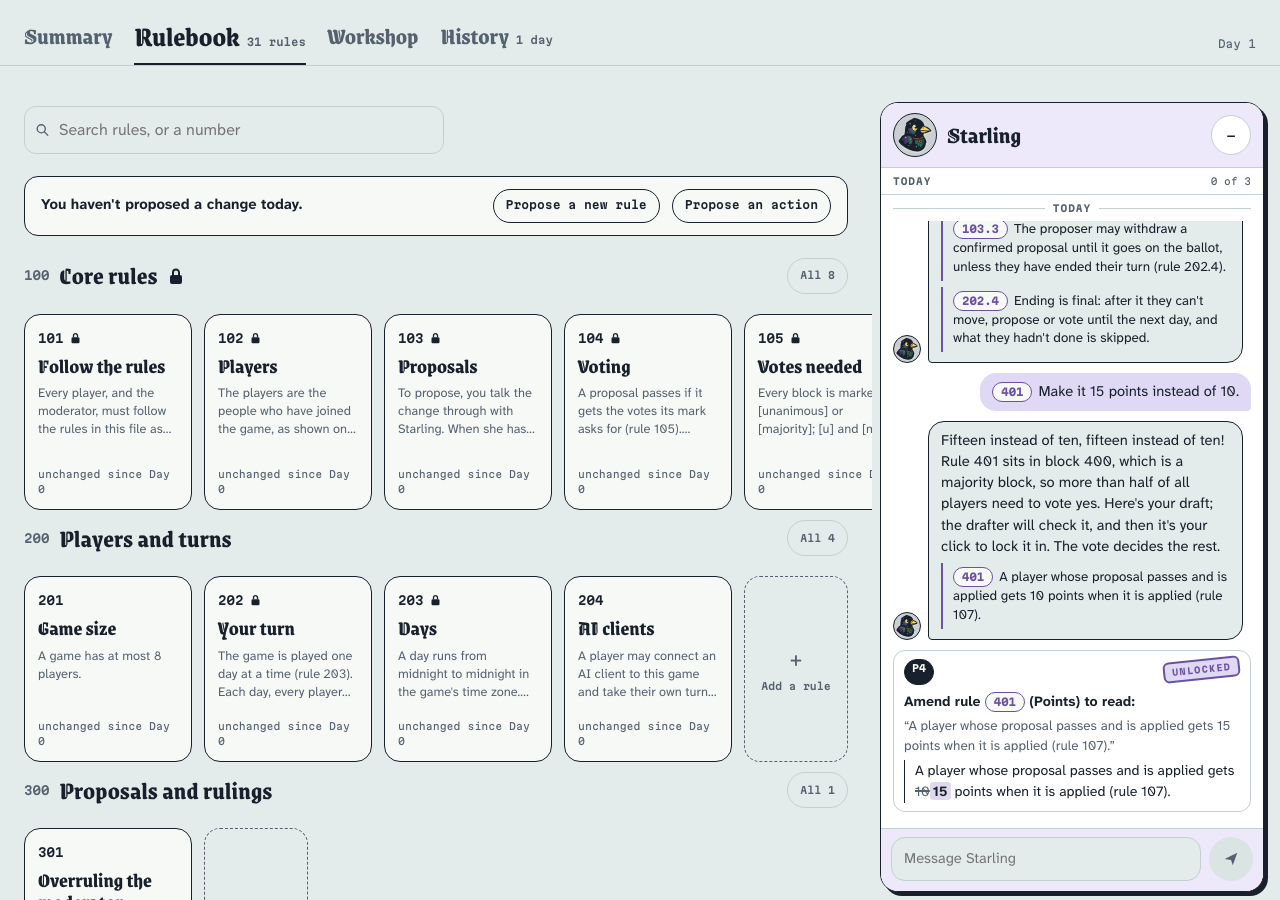 Summary
Rulebook 31 rules
Workshop
History 1 day
Day 1
Search rules, or a number
You haven't proposed a change today.
Propose a new rule
Propose an action
100 Core rules
All 8
101
Follow the rules
Every player, and the
moderator, must follow
the rules in this file as…
unchanged since Day
0
102
Players
The players are the
people who have joined
the game, as shown on…
unchanged since Day
0
103
Proposals
To propose, you talk the
change through with
Starling. When she has…
unchanged since Day
0
104
Voting
A proposal passes if it
gets the votes its mark
asks for (rule 105)….
unchanged since Day
0
105
Votes needed
Every block is marke
[unanimous] or
[majority]; [u] and [m
unchanged since D
0
200 Players and turns
All 4
201
Game size
A game has at most 8
players.
unchanged since Day
0
202
Your turn
The game is played one
day at a time (rule 203).
Each day, every player…
unchanged since Day
0
203
Days
A day runs from
midnight to midnight in
the game's time zone….
unchanged since Day
0
204
AI clients
A player may connect an
AI client to this game
and take their own turn…
unchanged since Day
0
+
Add a rule
300 Proposals and rulings
All 1
301
Overruling the
Starling
–
TODAY
0 of 3
TODAY
103.3 The proposer may withdraw a
confirmed proposal until it goes on the ballot,
unless they have ended their turn (rule 202.4).
202.4 Ending is final: after it they can't
move, propose or vote until the next day, and
what they hadn't done is skipped.
401 Make it 15 points instead of 10.
Fifteen instead of ten, fifteen instead of ten!
Rule 401 sits in block 400, which is a
majority block, so more than half of all
players need to vote yes. Here's your draft;
the drafter will check it, and then it's your
click to lock it in. The vote decides the rest.
401 A player whose proposal passes and is
applied gets 10 points when it is applied (rule
107).
P4
UNLOCKED
Amend rule 401 (Points) to read:
“A player whose proposal passes and is applied gets 15
points when it is applied (rule 107).”
A player whose proposal passes and is applied gets
10 15 points when it is applied (rule 107).
Message Starling